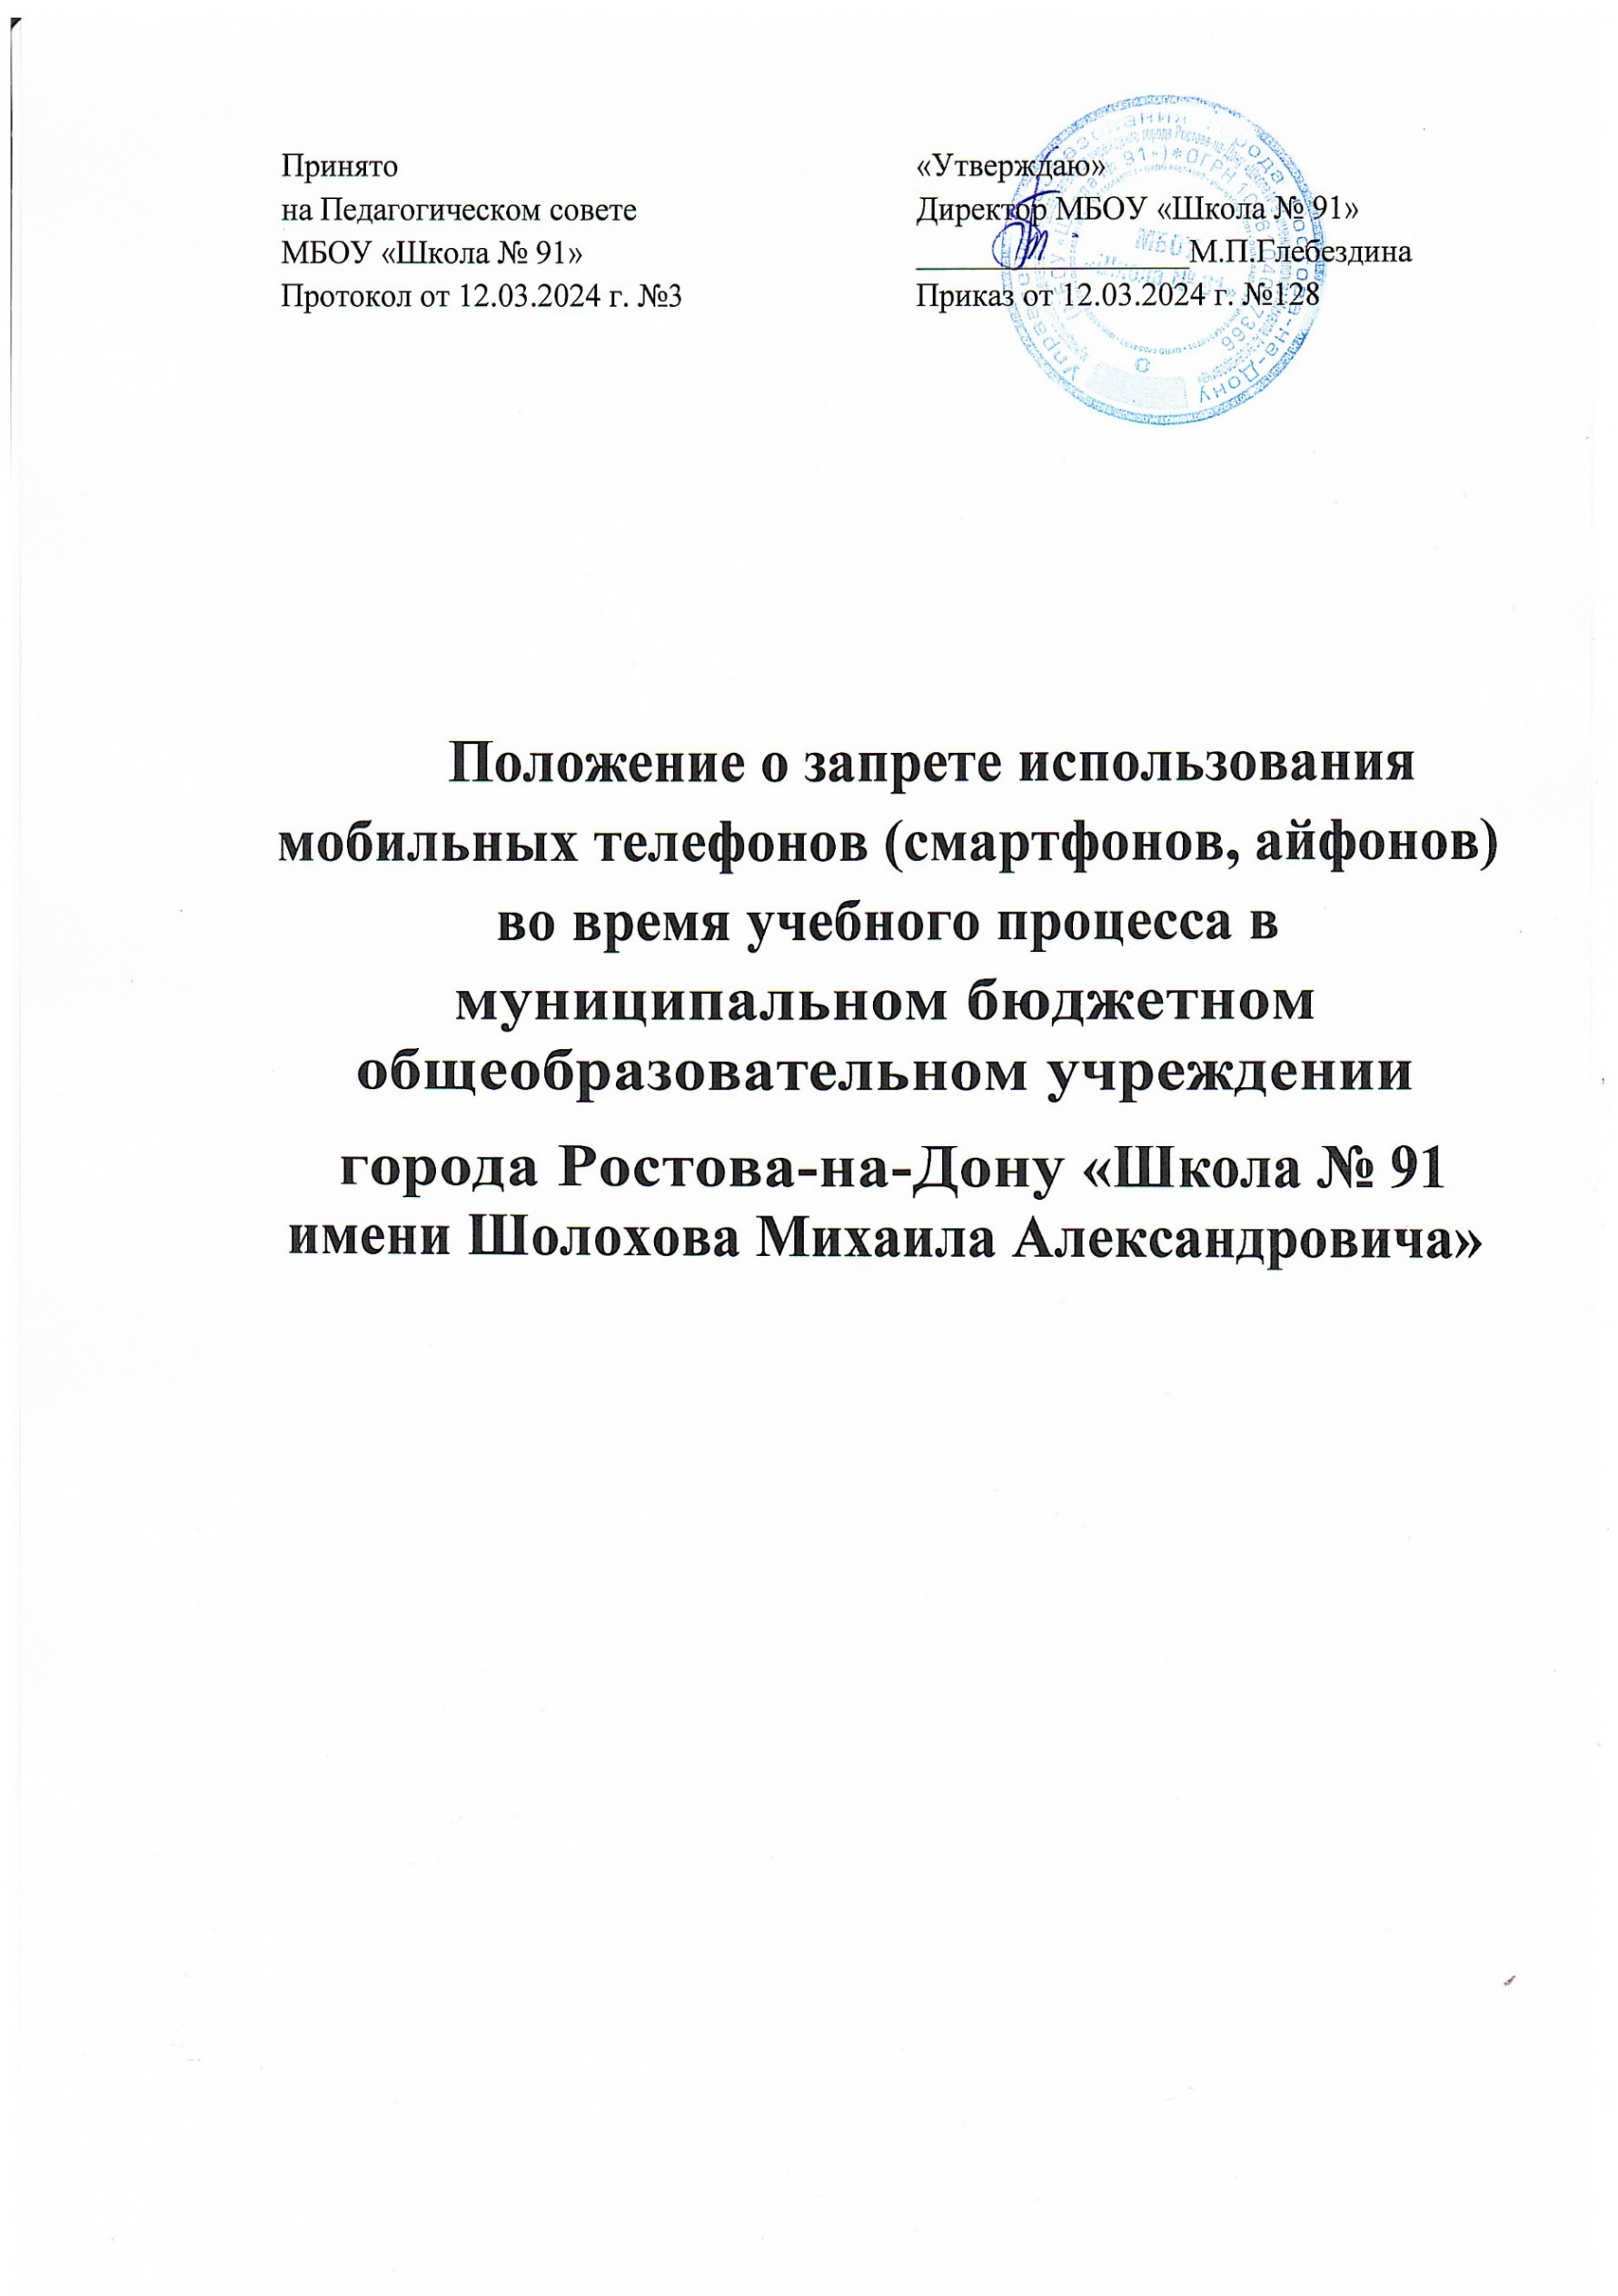 Принято
на Педагогическом совете
МБОУ «Школа № 91»
Протокол от 12.03.2024 г. №3
«Утверждаю»
Директор МБОУ «Школа № 91»
М.П.Глебездина
Приказ от 12.03.2024 г. №128
Положение о запрете использования
мобильных телефонов (смартфонов, айфонов)
во время учебного процесса в
муниципальном бюджетном
общеобразовательном учреждении
города Ростова-на-Дону «Школа № 91
имени Шолохова Михаила Александровича»